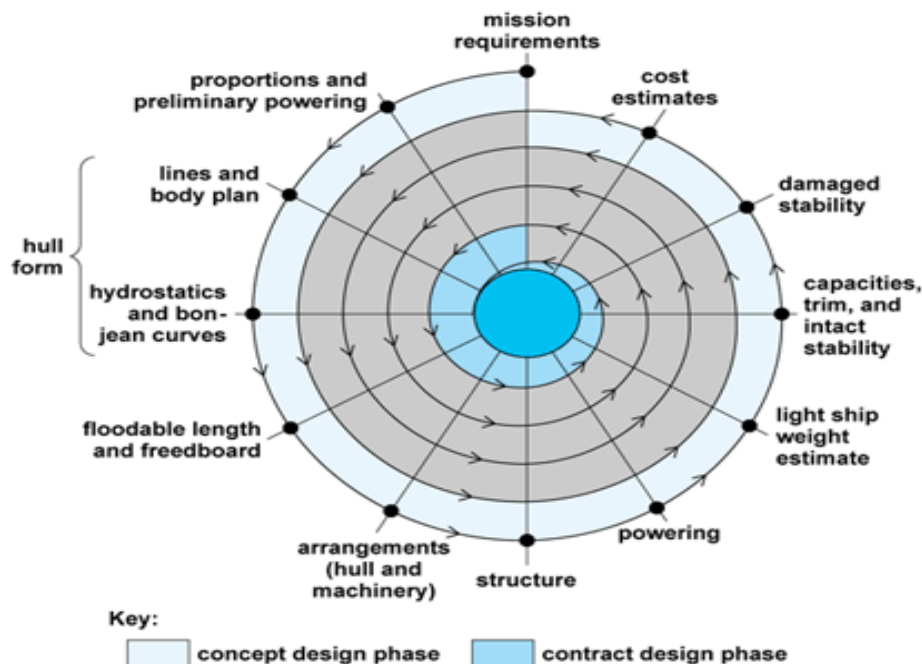 mission
requirements
cost
estimates
proportions and
preliminary powering
lines and
body plan
damaged
stability
hull
form
hydrostatics
and bon-
jean curves
capacities,
trim, and
intact
stability
floodable length
and freedboard
light ship
weight
estimate
arrangements
(hull and
machinery)
structure
powering
Key:
concept design phase
contract design phase